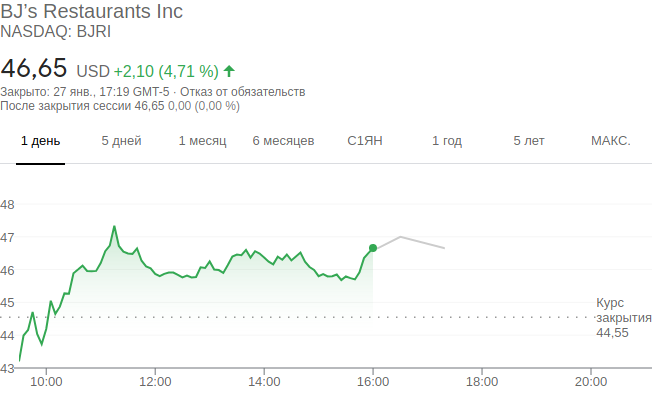 BJ’s Restaurants Inc
NASDAQ: BJRI
46,65 USD +2,10 (4,71 %)
Закрыто: 27 янв., 17:19 GMT-5 · Отказ от обязательств
После закрытия сессии 46,65 0,00 (0,00 %)
1 день 5 дней 1 месяц 6 месяцев С1ЯН 1 год 5 лет МАКС.
48
47
46
45
Курс
закрытия
44,55
44
43
10:00 12:00 14:00 16:00 18:00 20:00